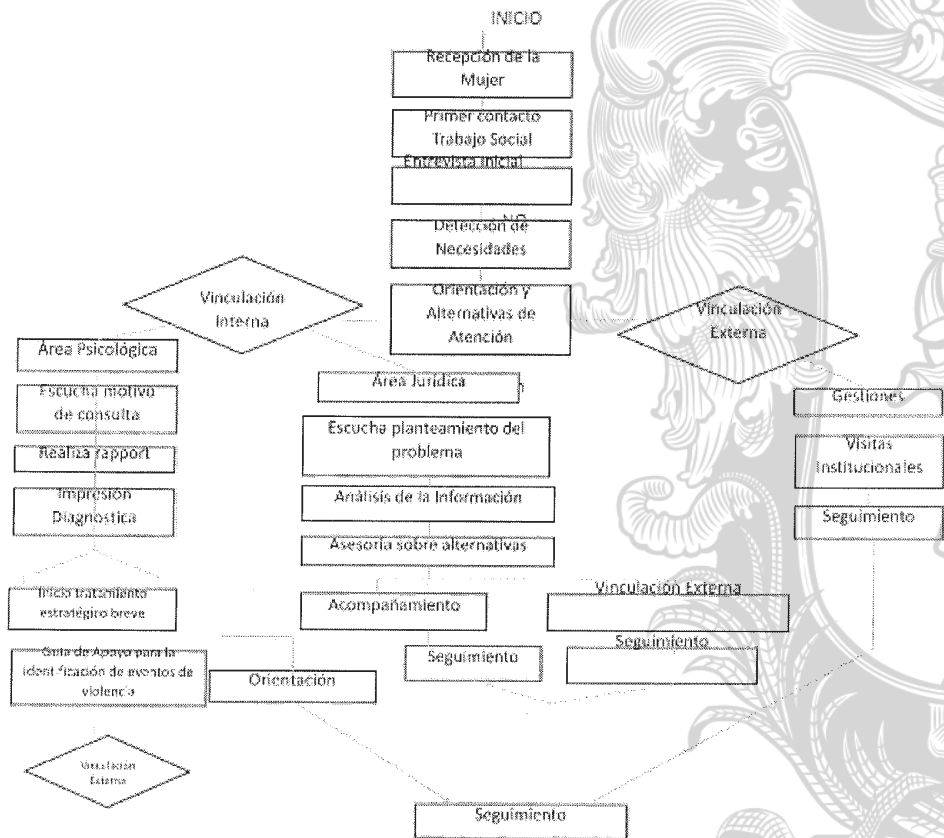 INICIO
Recepción de la
Mujer
Primer contacto
Trabajo Social
Entrevista Inicial
NO
Detección de
Necesidades
Orientación y
Alternativas de
Atención
Vinculación
Interna
Vinculación
Externa
Área Psicológica
Escucha motivo
de consulta
Realiza rapport
Impresión
Diagnostica
Inicio tratamiento
estratégico breve
Guía de Apoyo para la
identificación de eventos de
violencia
Vinculación
Externa
Orientación
Área Jurídica
Escucha planteamiento del
problema
Análisis de la Información
Asesoría sobre alternativas
Acompañamiento
Seguimiento
Vinculación Externa
Seguimiento
Gestiones
Visitas
Institucionales
Seguimiento
Seguimiento